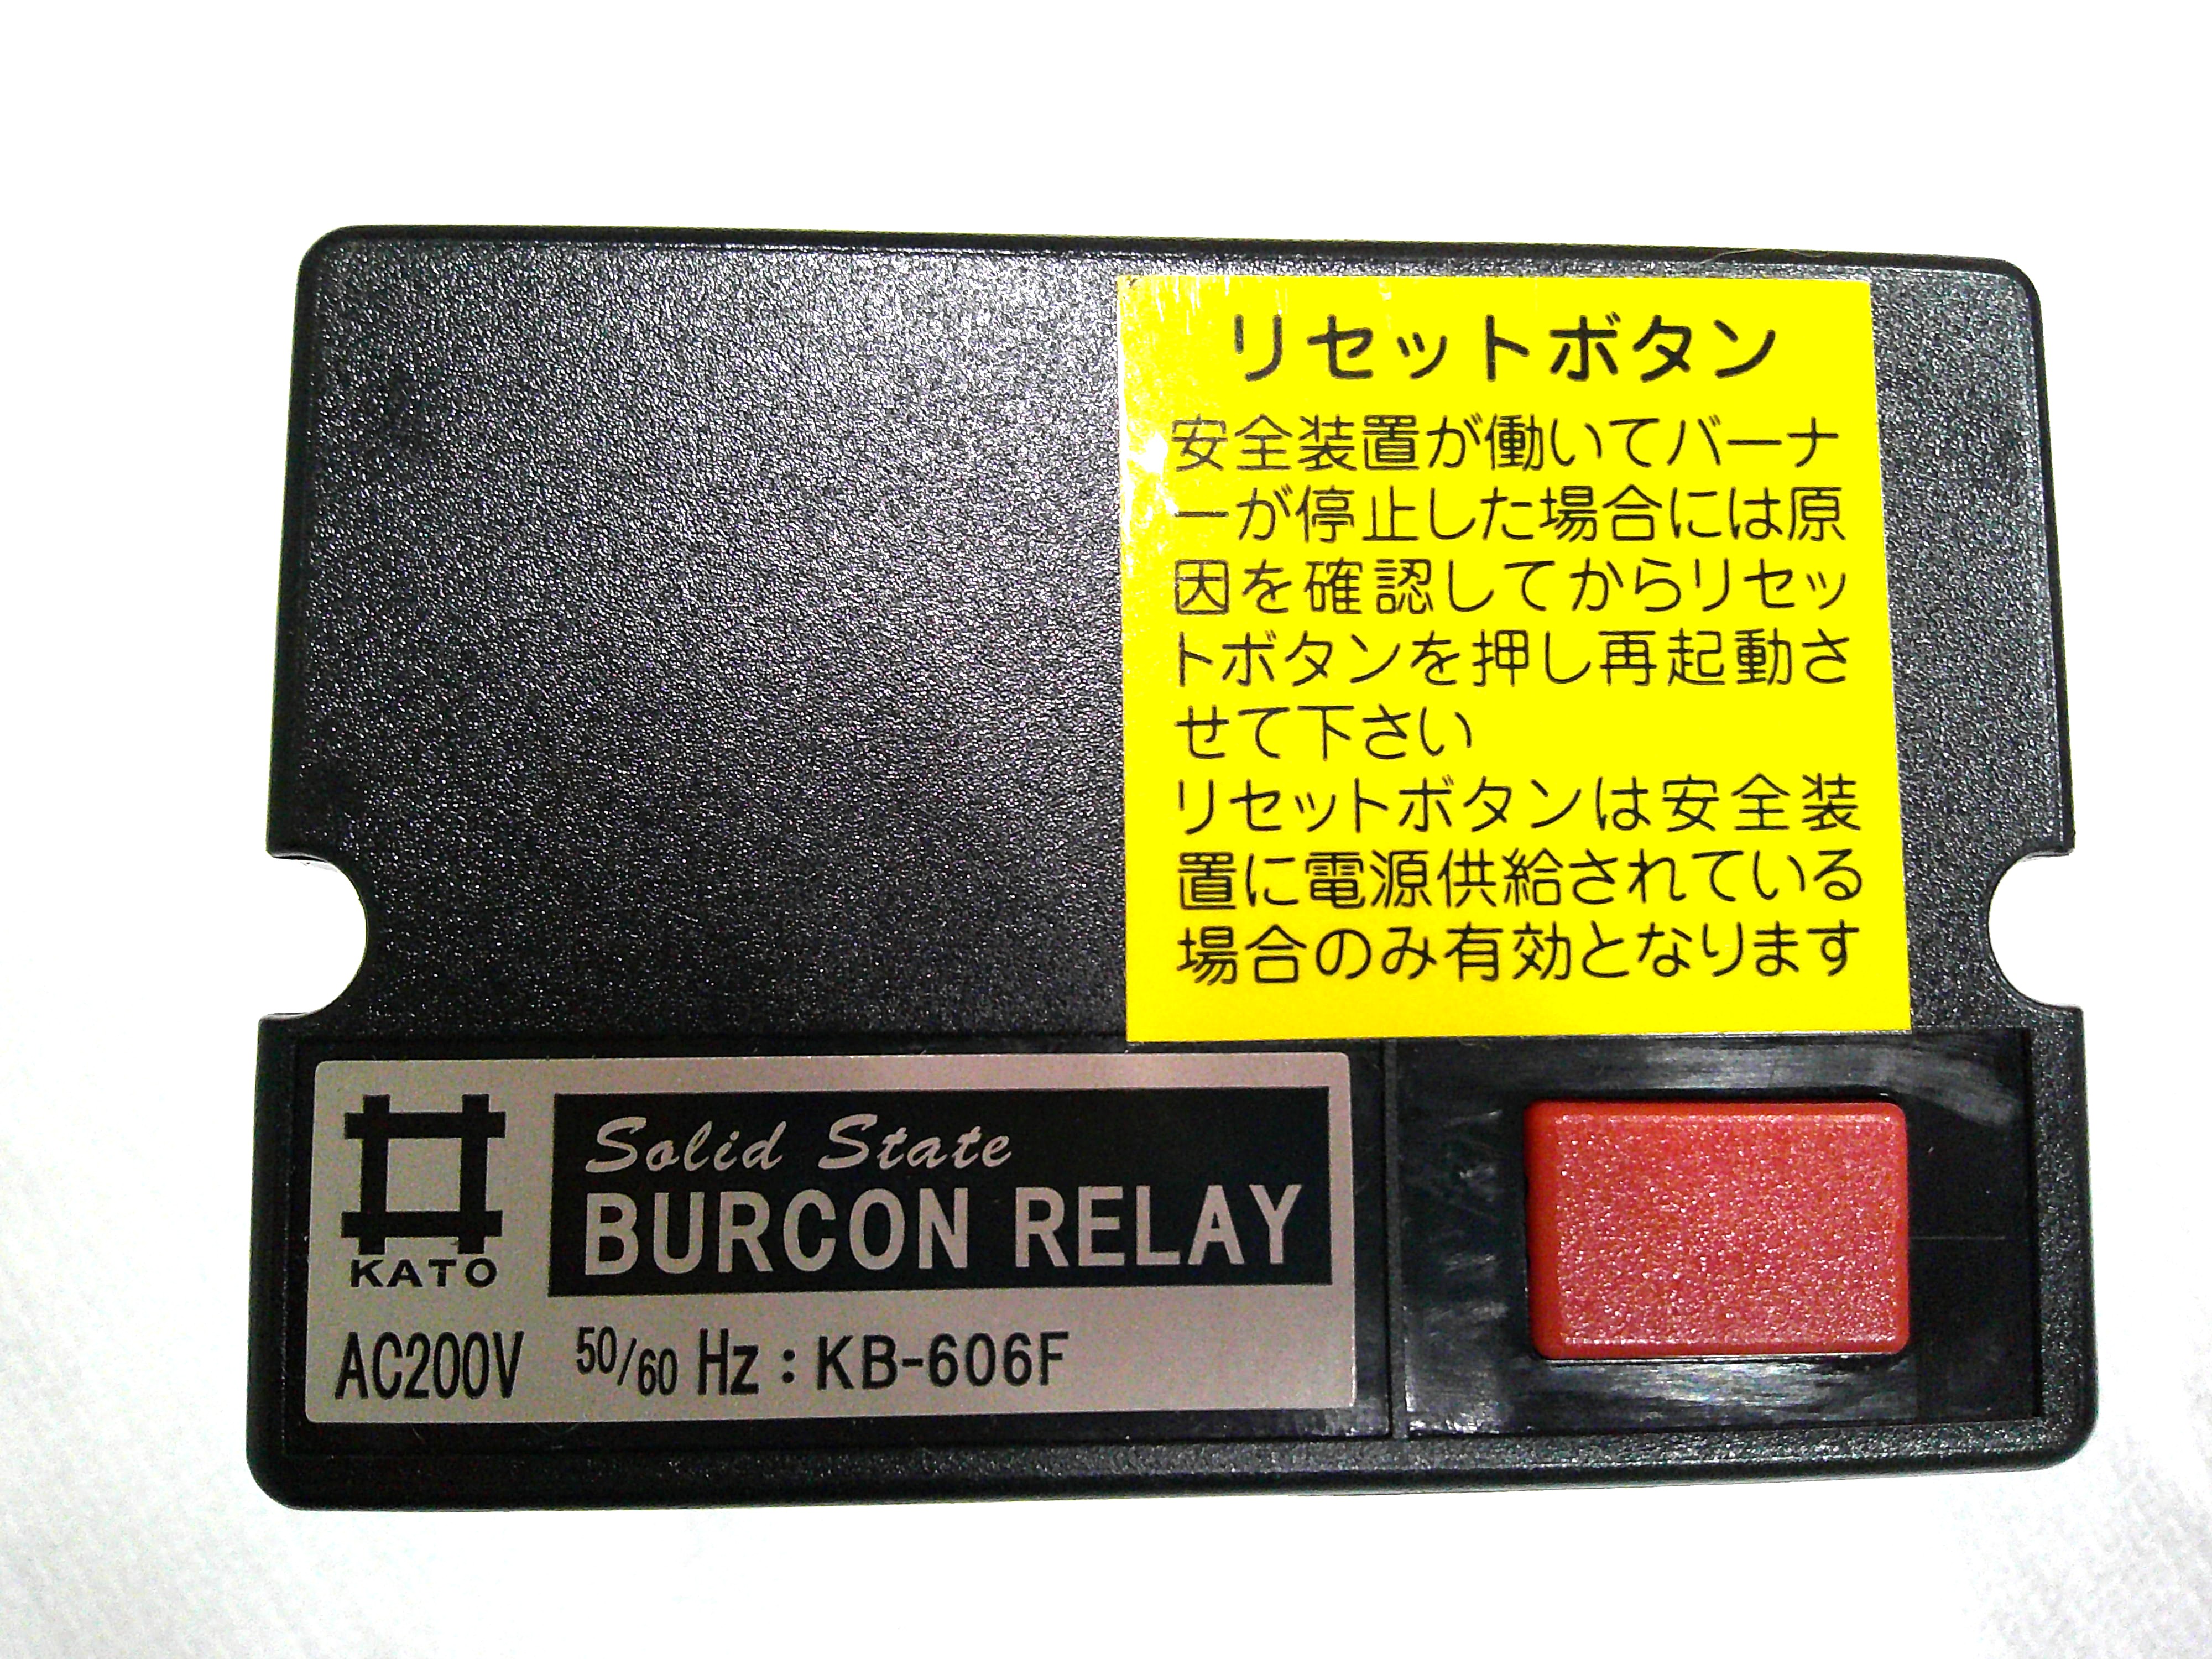 リセットボタン
安全装置が働いてバーナ
ーが停止した場合には原
因を確認してからリセッ
トボタンを押し再起動さ
せて下さい
リセットボタンは安全装
置に電源供給されている
場合のみ有効となります
KATO
Solid State
BURCON RELAY
AC200V 50/60 Hz : KB-606F